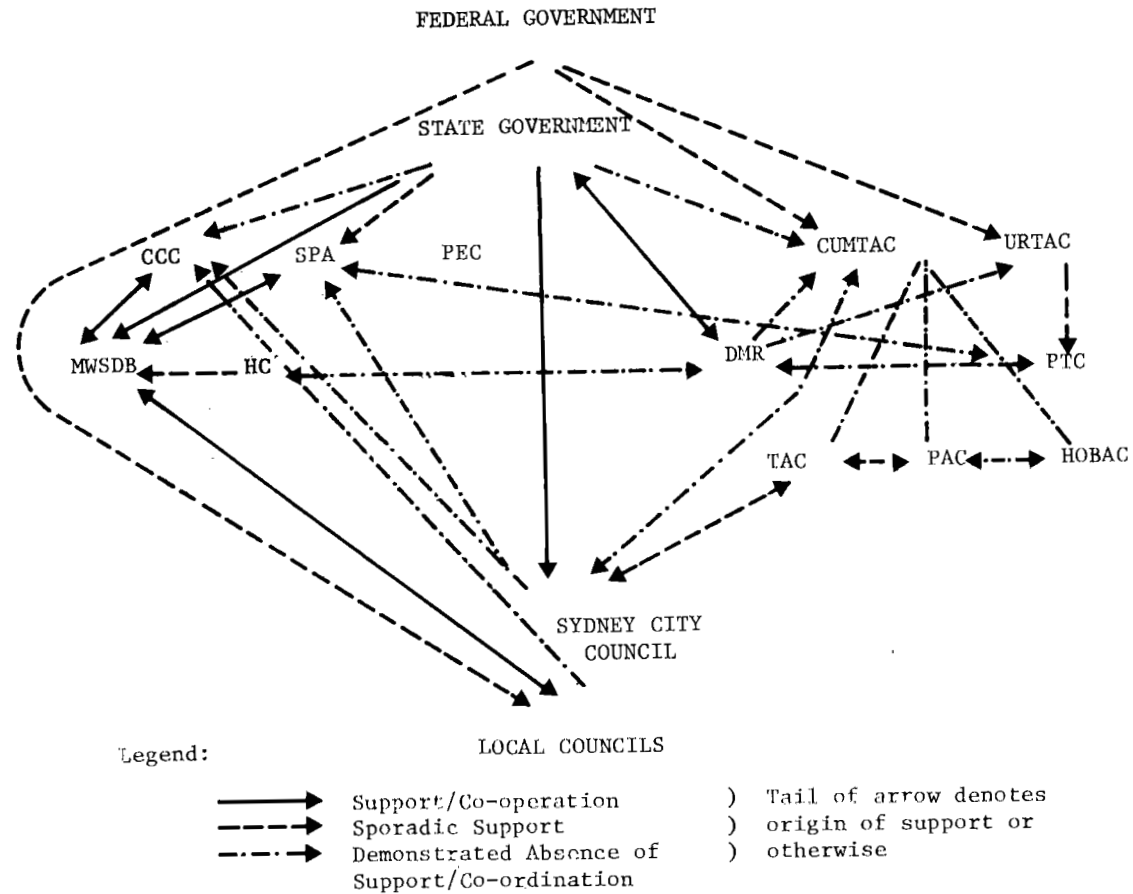 FEDERAL GOVERNMENT
STATE GOVERNMENT
CCC SPA PEC CUMTAC URTAC
MWSDB HC DMR PTC
TAC PAC HOBAC
SYDNEY CITY
COUNCIL
LOCAL COUNCILS
Legend:
Support/Co-operation ) Tail of arrow denotes
Sporadic Support ) origin of support or
Demonstrated Absence of ) otherwise
Support/Co-ordination